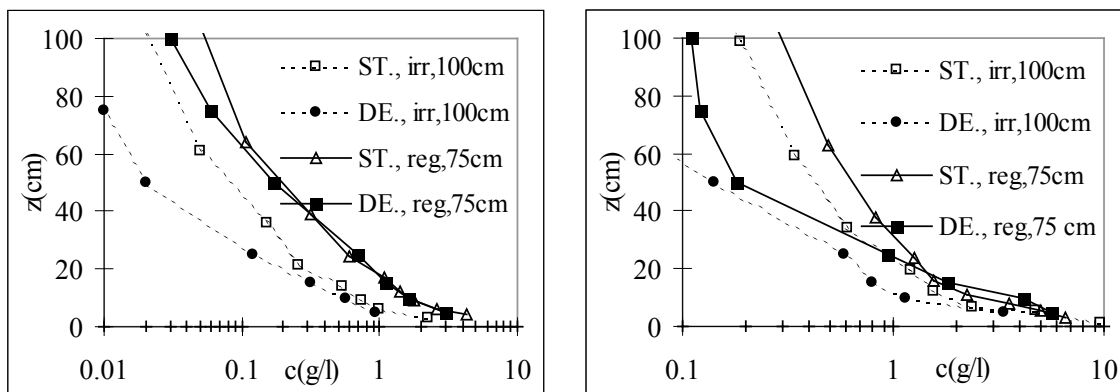 100
80
60
40
20
0
z(cm)
0.01
0.1
1
10
c(g/l)
ST., irr,100cm
DE., irr,100cm
ST., reg,75cm
DE., reg,75cm
100
80
60
40
20
0
z(cm)
0.1
1
10
c(g/l)
ST., irr,100cm
DE., irr,100cm
ST., reg,75cm
DE., reg,75 cm